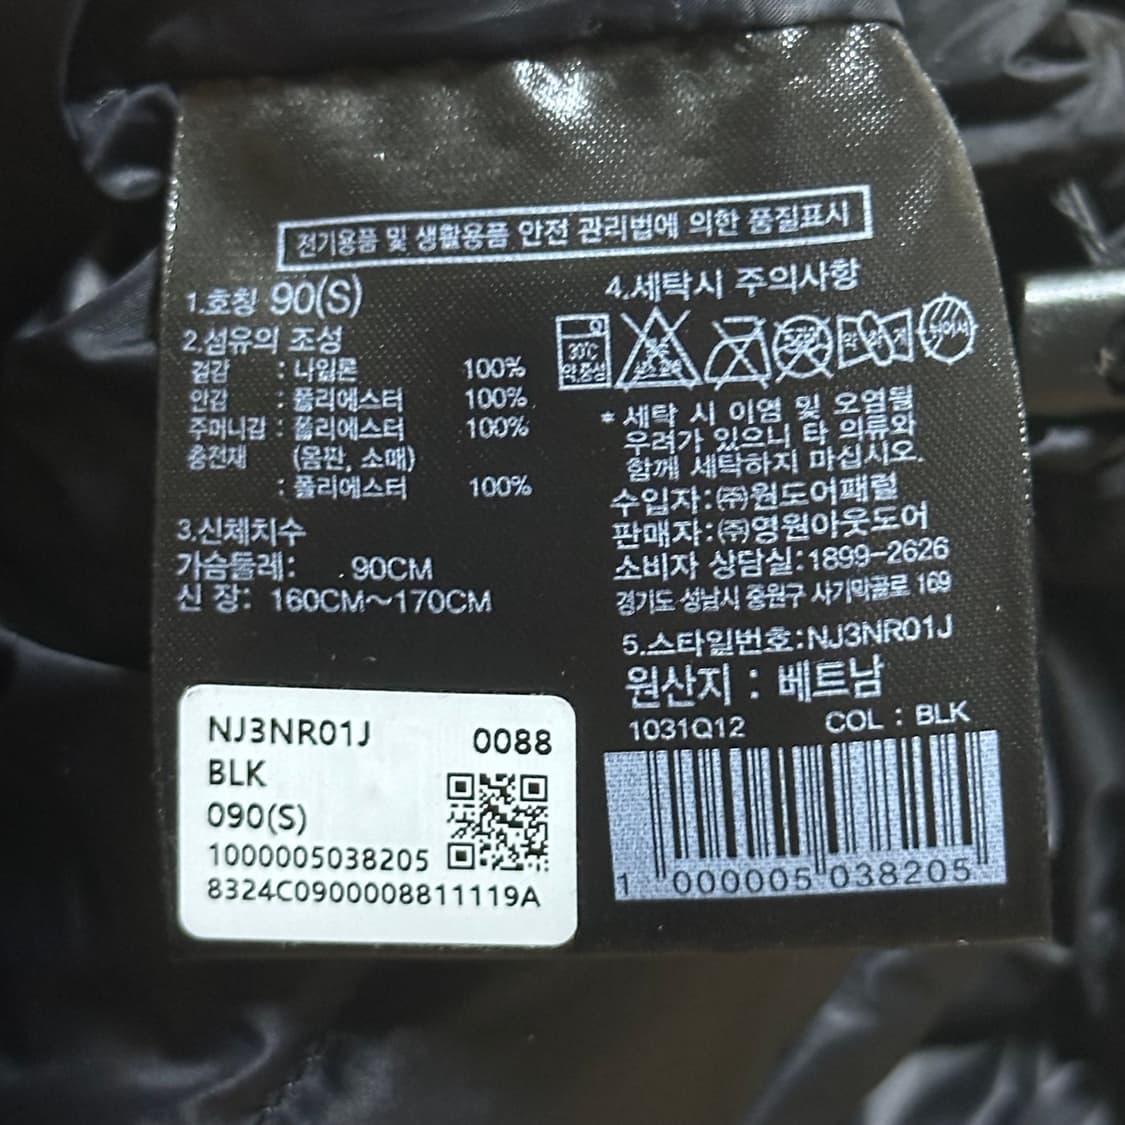 전기용품 및 생활용품 안전 관리법에 의한 품질표시
1.호칭 90(S)
2.섬유의 조성
겉감 : 나일론 100%
안감 : 폴리에스터 100%
주머니감 : 폴리에스터 100%
충전재 (몸판, 소매)
: 폴리에스터 100%
3.신체치수
가슴둘레: 90CM
신 장: 160CM~170CM
4.세탁시 주의사항
30℃
약.중성
* 세탁 시 이염 및 오염될
우려가 있으니 타 의류와
함께 세탁하지 마십시오.
수입자:(주)원도어패럴
판매자:(주)영원아웃도어
소비자 상담실:1899-2626
경기도 성남시 중원구 사기막골로 169
5.스타일번호:NJ3NR01J
원산지 : 베트남
1031Q12 COL : BLK
1 000005 038205
NJ3NR01J 0088
BLK
090(S)
1000005038205
8324C0900008811119A